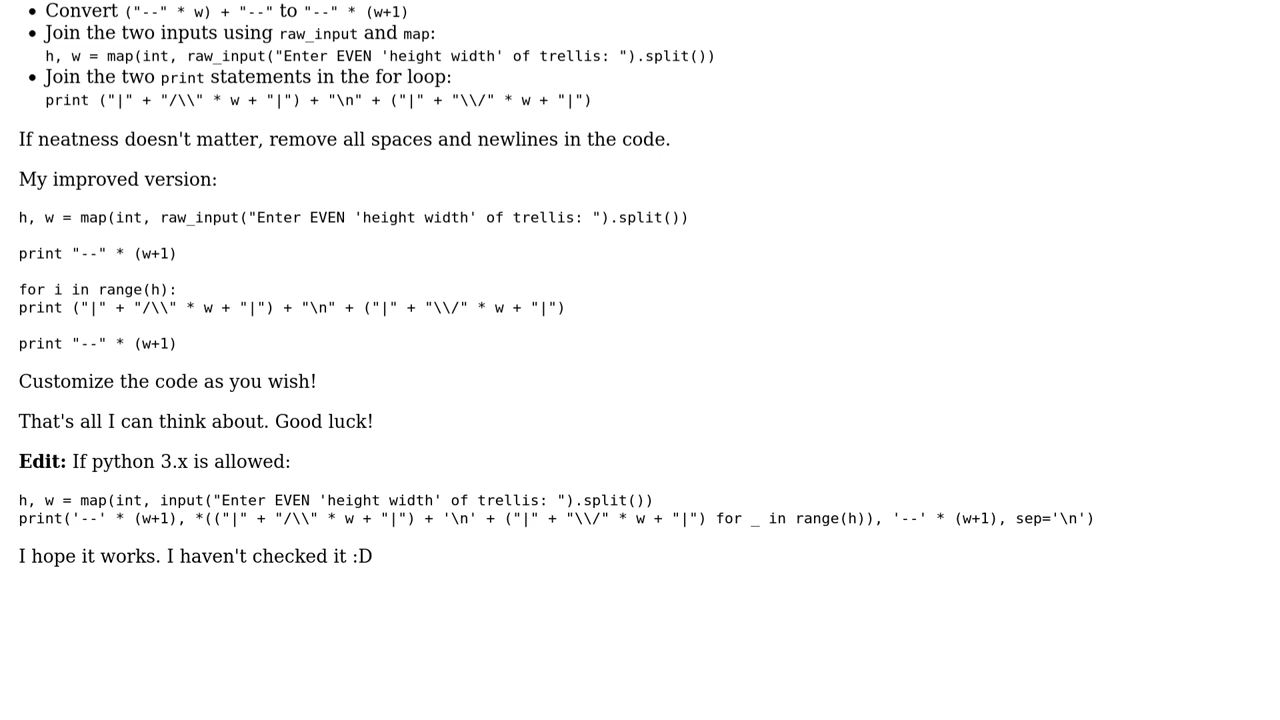 • Convert ("--" * w) + "--" to "--" * (w+1)
• Join the two inputs using raw_input and map:
h, w = map(int, raw_input("Enter EVEN 'height width' of trellis: ").split())
• Join the two print statements in the for loop:
print ("|" + "/\\" * w + "|") + "\n" + ("|" + "\\/" * w + "|")
If neatness doesn't matter, remove all spaces and newlines in the code.
My improved version:
h, w = map(int, raw_input("Enter EVEN 'height width' of trellis: ").split())
print "--" * (w+1)
for i in range(h):
print ("|" + "/\\" * w + "|") + "\n" + ("|" + "\\/" * w + "|")
print "--" * (w+1)
Customize the code as you wish!
That's all I can think about. Good luck!
Edit: If python 3.x is allowed:
h, w = map(int, input("Enter EVEN 'height width' of trellis: ").split())
print('--' * (w+1), *(("|" + "/\\" * w + "|") + '\n' + ("|" + "\\/" * w + "|") for _ in range(h)), '--' * (w+1), sep='\n')
I hope it works. I haven't checked it :D